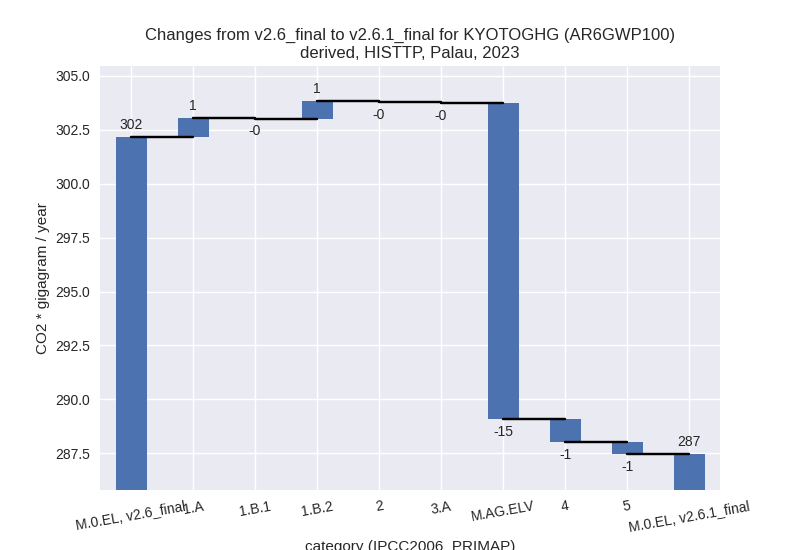 Changes from v2.6_final to v2.6.1_final for KYOTOGHG (AR6GWP100)
derived, HISTTP, Palau, 2023
CO2 * gigagram / year
305.0
302.5
300.0
297.5
295.0
292.5
290.0
287.5
302
1
-0
1
-0
-0
-15
-1
-1
287
M.0.EL, v2.6_final
1.A
1.B.1
1.B.2
2
3.A
M.AG.ELV
4
5
M.0.EL, v2.6.1_final
category (IPCC2006_PRIMAP)